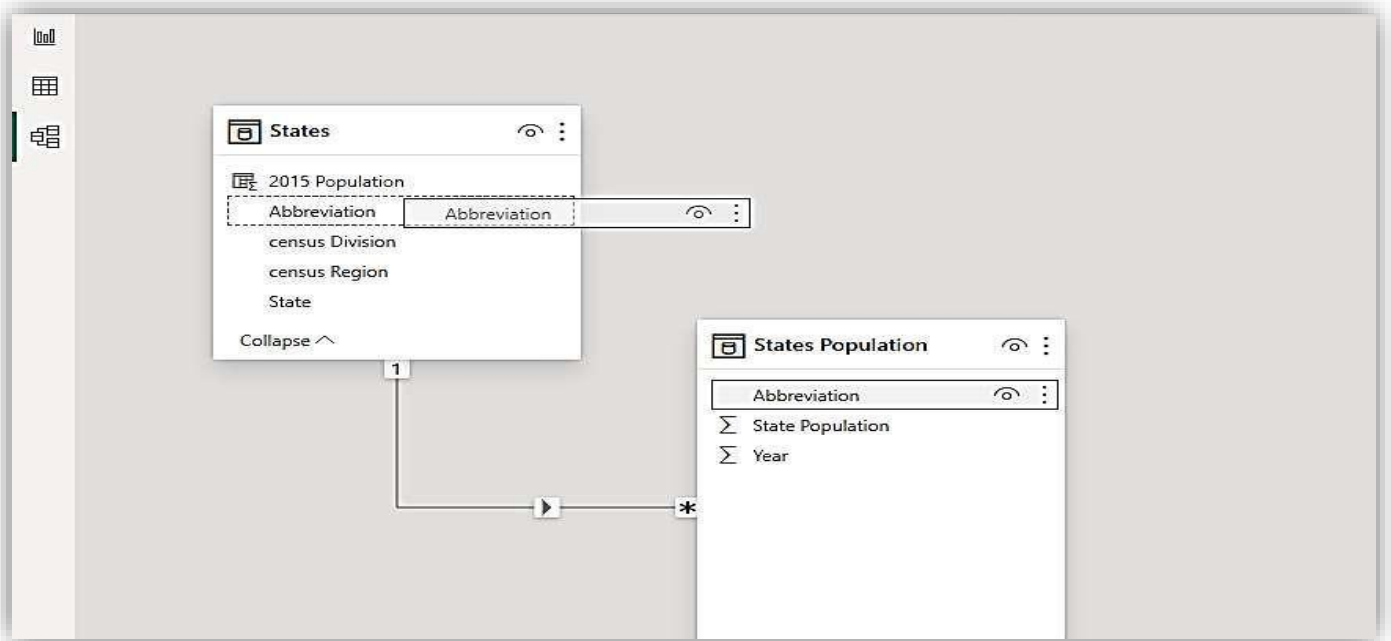 States
2015 Population
Abbreviation Abbreviation
census Division
census Region
State
Collapse
1
*
States Population
Abbreviation
State Population
Year